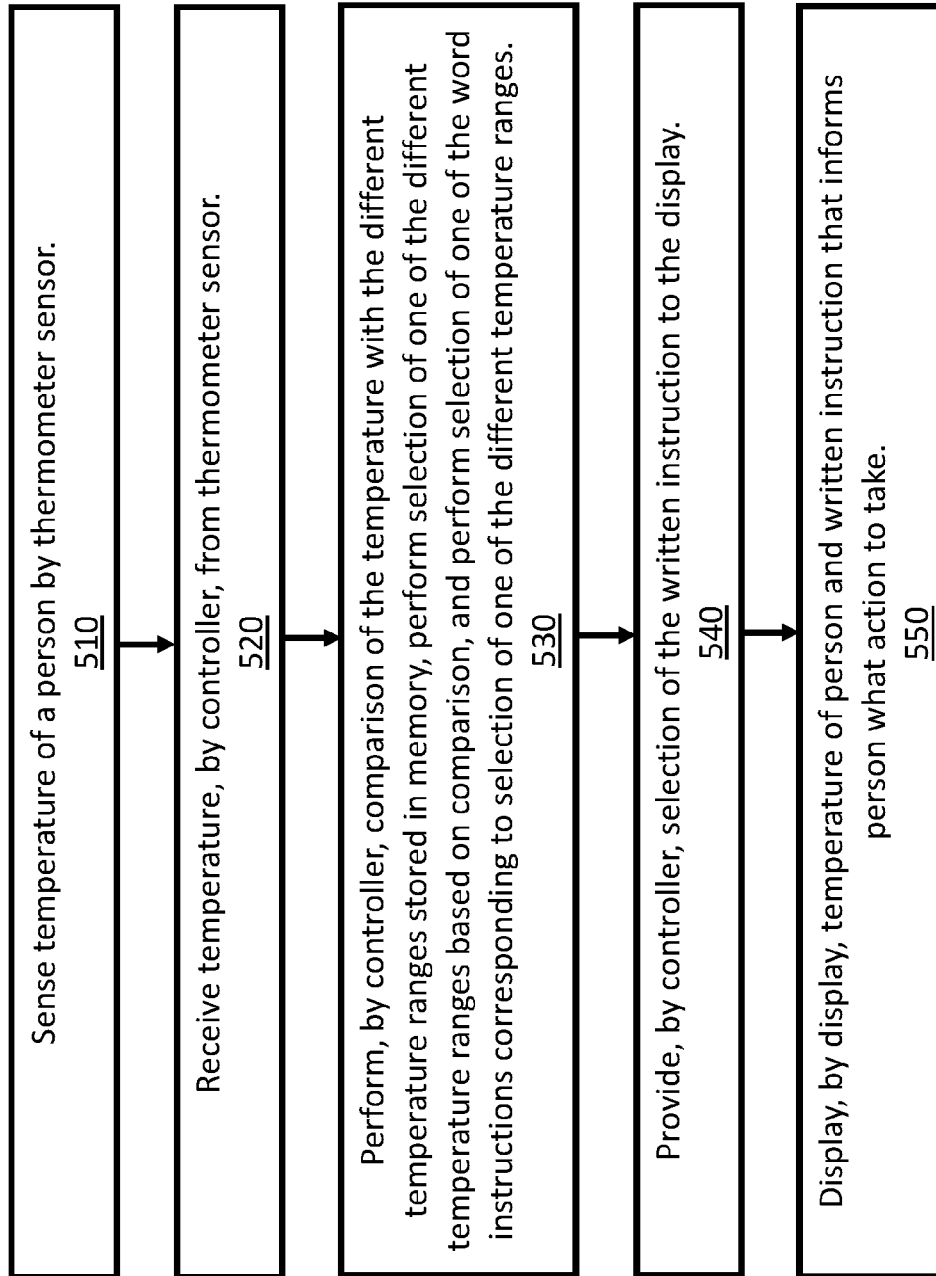 Sense temperature of a person by thermometer sensor.
510
Receive temperature, by controller, from thermometer sensor.
520
Perform, by controller, comparison of the temperature with the different
temperature ranges stored in memory, perform selection of one of the different
temperature ranges based on comparison, and perform selection of one of the word
instructions corresponding to selection of one of the different temperature ranges.
530
Provide, by controller, selection of the written instruction to the display.
540
Display, by display, temperature of person and written instruction that informs
person what action to take.
550